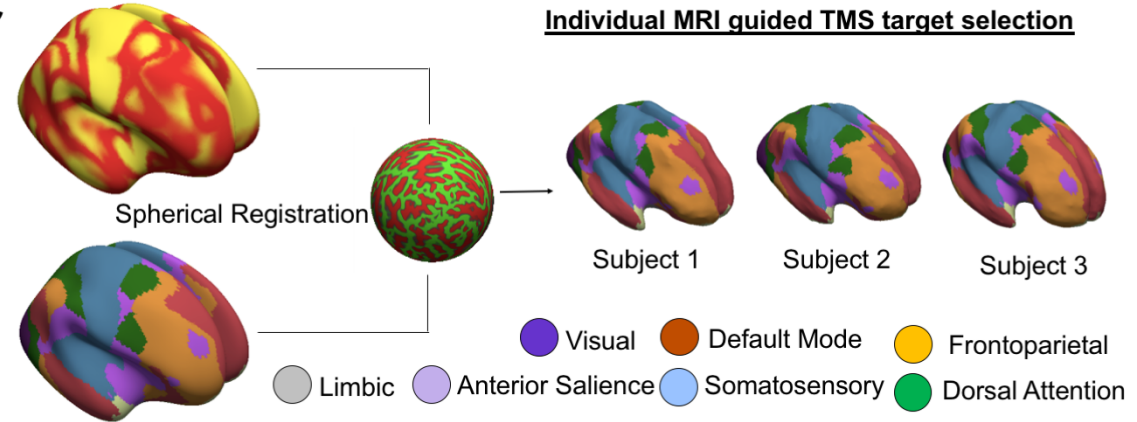 Individual MRI guided TMS target selection
Spherical Registration
Subject 1
Subject 2
Subject 3
Visual
Default Mode
Frontoparietal
Limbic
Anterior Salience
Somatosensory
Dorsal Attention